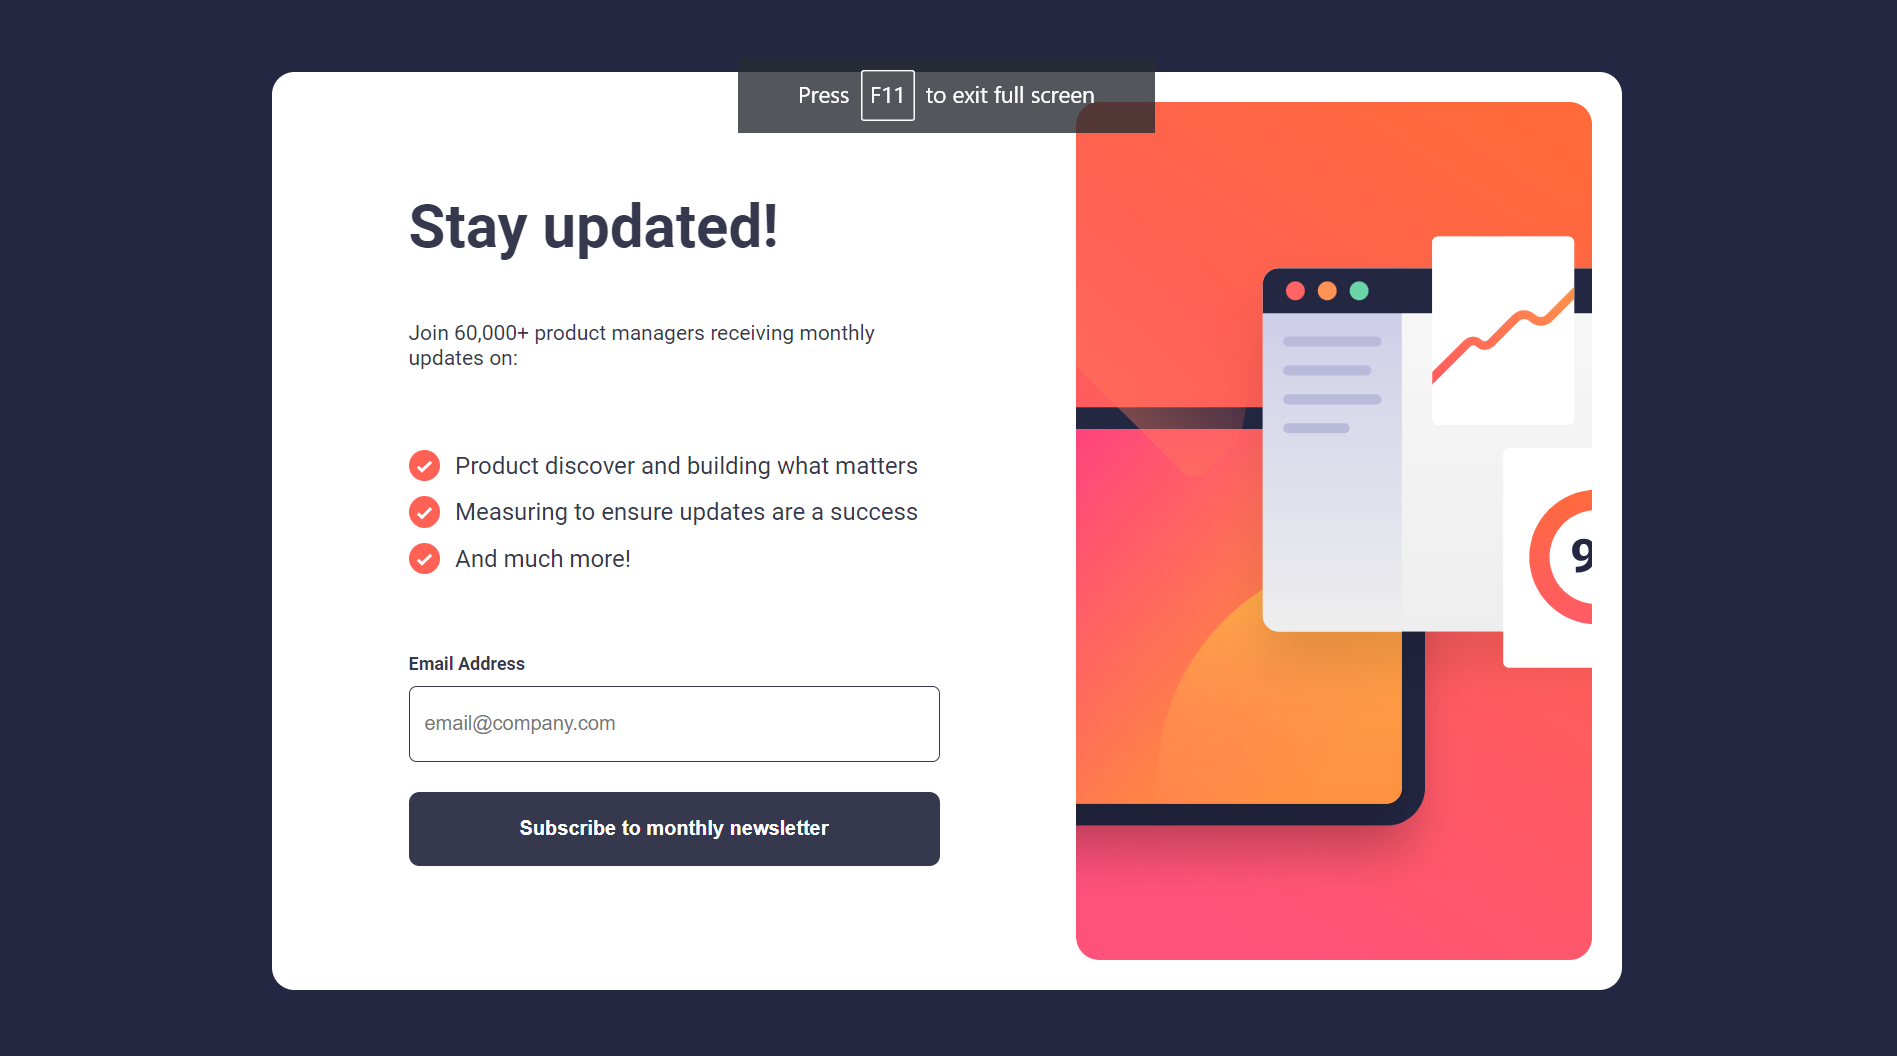 Press F11 to exit full screen
Stay updated!
Join 60,000+ product managers receiving monthly
updates on:
Product discover and building what matters
Measuring to ensure updates are a success
And much more!
9
Email Address
email@company.com
Subscribe to monthly newsletter